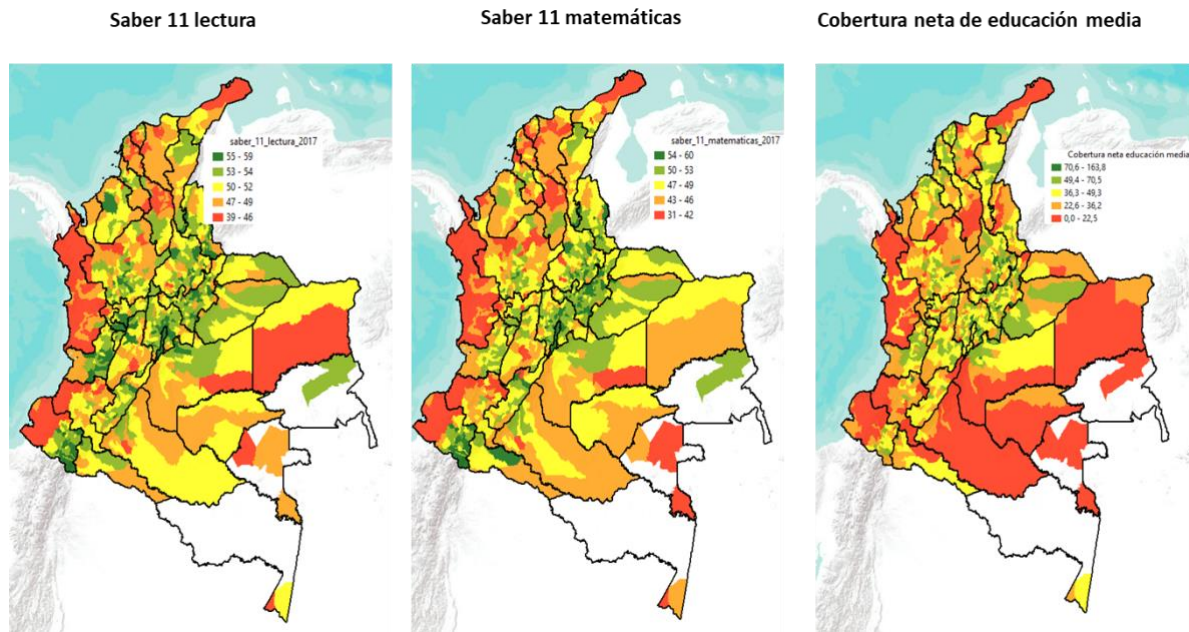 Saber 11 lectura
Saber 11 matemáticas
Cobertura neta de educación media
saber_11_lectura_2017
55 - 59
53 - 54
50 - 52
47 - 49
39 - 46
saber_11_matematicas_2017
54 - 60
50 - 53
47 - 49
43 - 46
31 - 42
Cobertura neta educación media
70,6 - 163,8
49,4 - 70,5
36,3 - 49,3
22,6 - 36,2
0,0 - 22,5